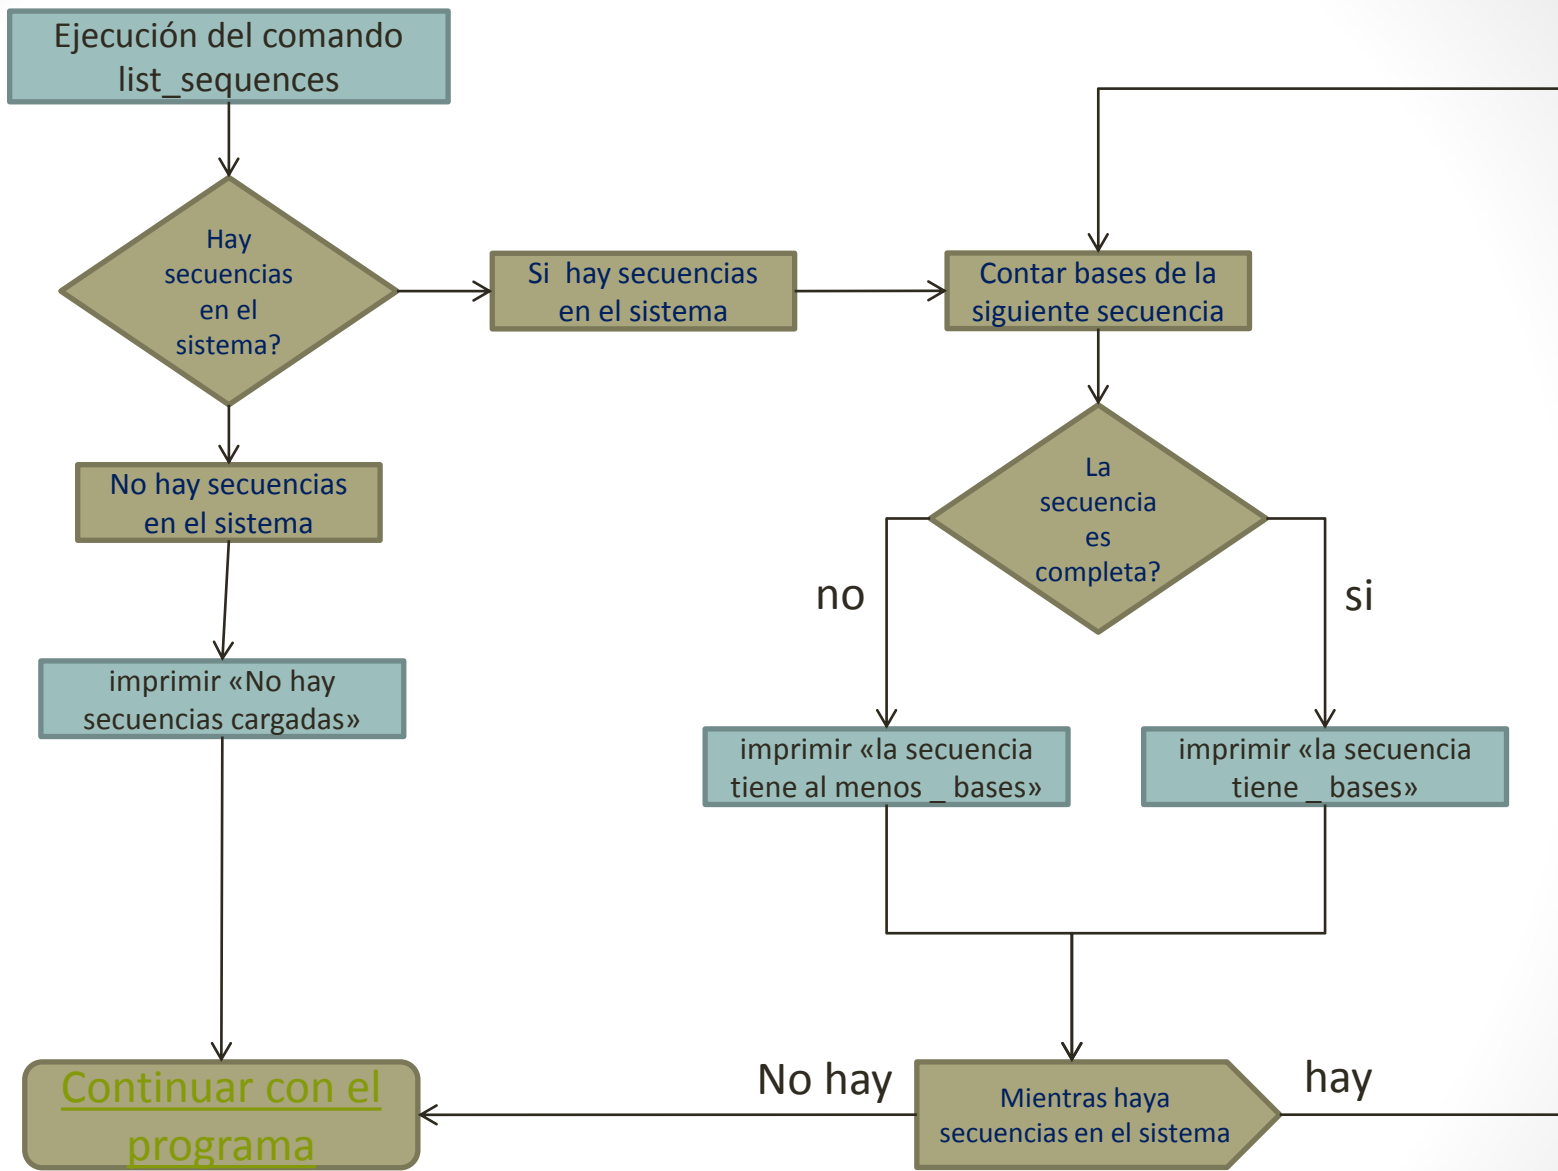 Ejecución del comando
list_sequences
Hay
secuencias
en el
sistema?
Si  hay secuencias
en el sistema
Contar bases de la
siguiente secuencia
No hay secuencias
en el sistema
La
secuencia
es
completa?
no
si
imprimir «No hay
secuencias cargadas»
imprimir «la secuencia
tiene al menos _ bases»
imprimir «la secuencia
tiene _ bases»
Continuar con el
programa
No hay
Mientras haya
secuencias en el sistema
hay